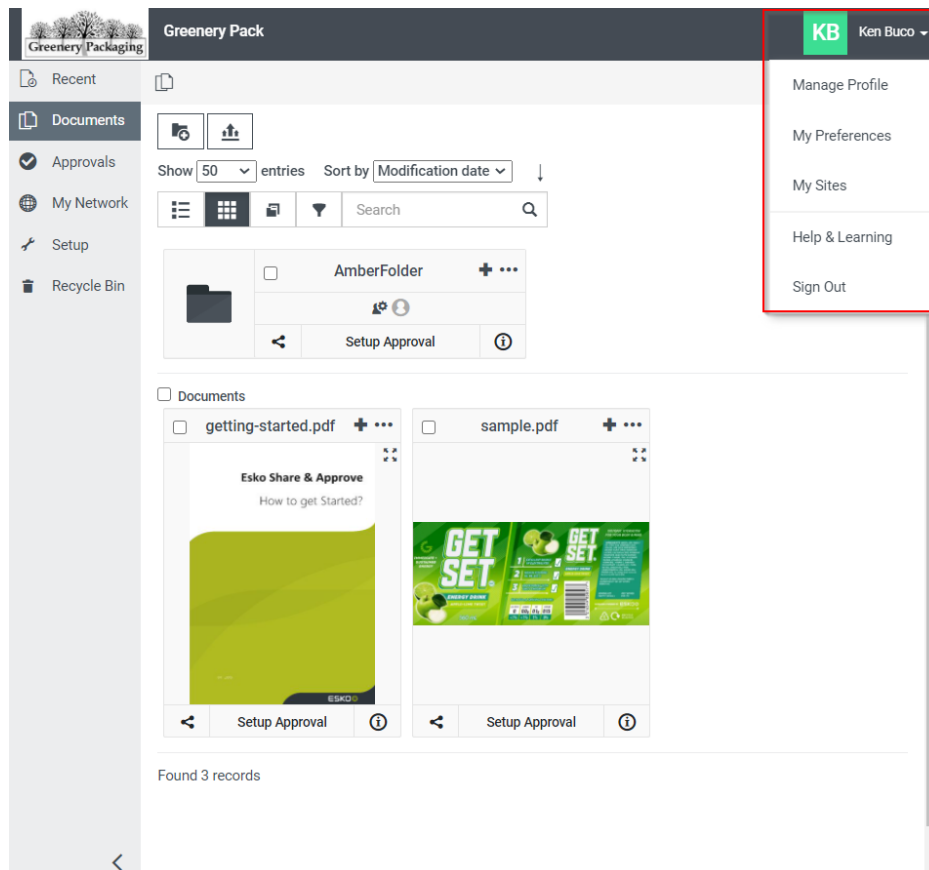 Greenery Packaging
Greenery Pack
KB Ken Buco
Recent
Documents
Approvals
My Network
Setup
Recycle Bin
Manage Profile
My Preferences
My Sites
Help & Learning
Sign Out
Show 50 entries Sort by Modification date
Search
AmberFolder
Setup Approval
Documents
getting-started.pdf
Esko Share & Approve
How to get Started?
ESKO
Setup Approval
sample.pdf
G
GET
SET
ENERGY DRINK
1
2
3
GET
SET
Setup Approval
Found 3 records